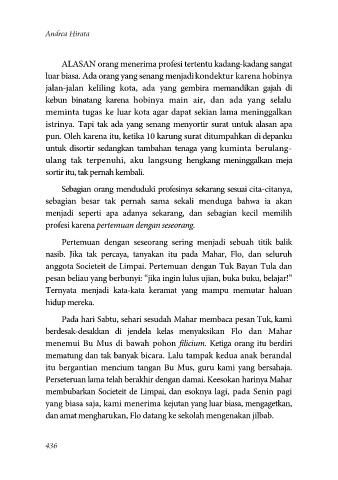 Andrea Hirata
ALASAN orang menerima profesi tertentu kadang-kadang sangat
luar biasa. Ada orang yang senang menjadi kondektur karena hobinya
jalan-jalan keliling kota, ada yang gembira memandikan gajah di
kebun binatang karena hobinya main air, dan ada yang selalu
meminta tugas ke luar kota agar dapat sekian lama meninggalkan
istrinya. Tapi tak ada yang senang menyortir surat untuk alasan apa
pun. Oleh karena itu, ketika 10 karung surat ditumpahkan di depanku
untuk disortir sedangkan tambahan tenaga yang kuminta berulang-
ulang tak terpenuhi, aku langsung hengkang meninggalkan meja
sortir itu, tak pernah kembali.
Sebagian orang menduduki profesinya sekarang sesuai cita-citanya,
sebagian besar tak pernah sama sekali menduga bahwa ia akan
menjadi seperti apa adanya sekarang, dan sebagian kecil memilih
profesi karena pertemuan dengan seseorang.
Pertemuan dengan seseorang sering menjadi sebuah titik balik
nasib. Jika tak percaya, tanyakan itu pada Mahar, Flo, dan seluruh
anggota Societeit de Limpai. Pertemuan dengan Tuk Bayan Tula dan
pesan beliau yang berbunyi: “jika ingin lulus ujian, buka buku, belajar!”
Ternyata menjadi kata-kata keramat yang mampu memutar haluan
hidup mereka.
Pada hari Sabtu, sehari sesudah Mahar membaca pesan Tuk, kami
berdesak-desakkan di jendela kelas menyaksikan Flo dan Mahar
menemui Bu Mus di bawah pohon filicium. Ketiga orang itu berdiri
mematung dan tak banyak bicara. Lalu tampak kedua anak berandal
itu bergantian mencium tangan Bu Mus, guru kami yang bersahaja.
Perseteruan lama telah berakhir dengan damai. Keesokan harinya Mahar
membubarkan Societeit de Limpai, dan esoknya lagi, pada Senin pagi
yang biasa saja, kami menerima kejutan yang luar biasa, mengagetkan,
dan amat mengharukan, Flo datang ke sekolah mengenakan jilbab.
436